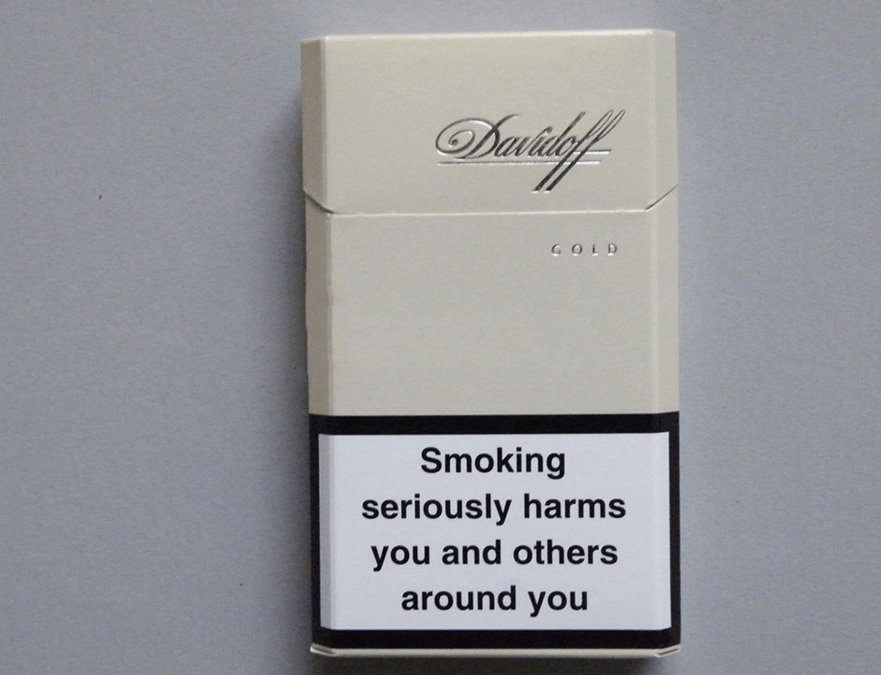 Davidoff
GOLD
Smoking
seriously harms
you and others
around you